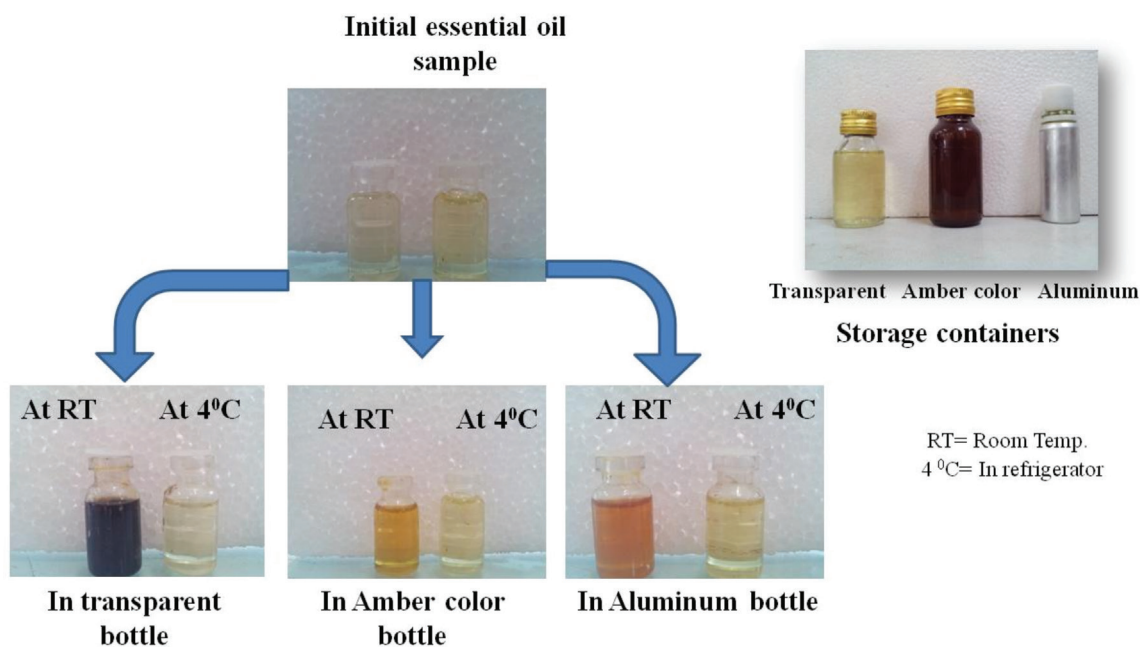 Initial essential oil
sample
Transparent Amber color Aluminum
Storage containers
At RT At 4⁰C
At RT At 4⁰C
At RT At 4⁰C
RT= Room Temp.
4 ⁰C= In refrigerator
In transparent
bottle
In Amber color
bottle
In Aluminum bottle